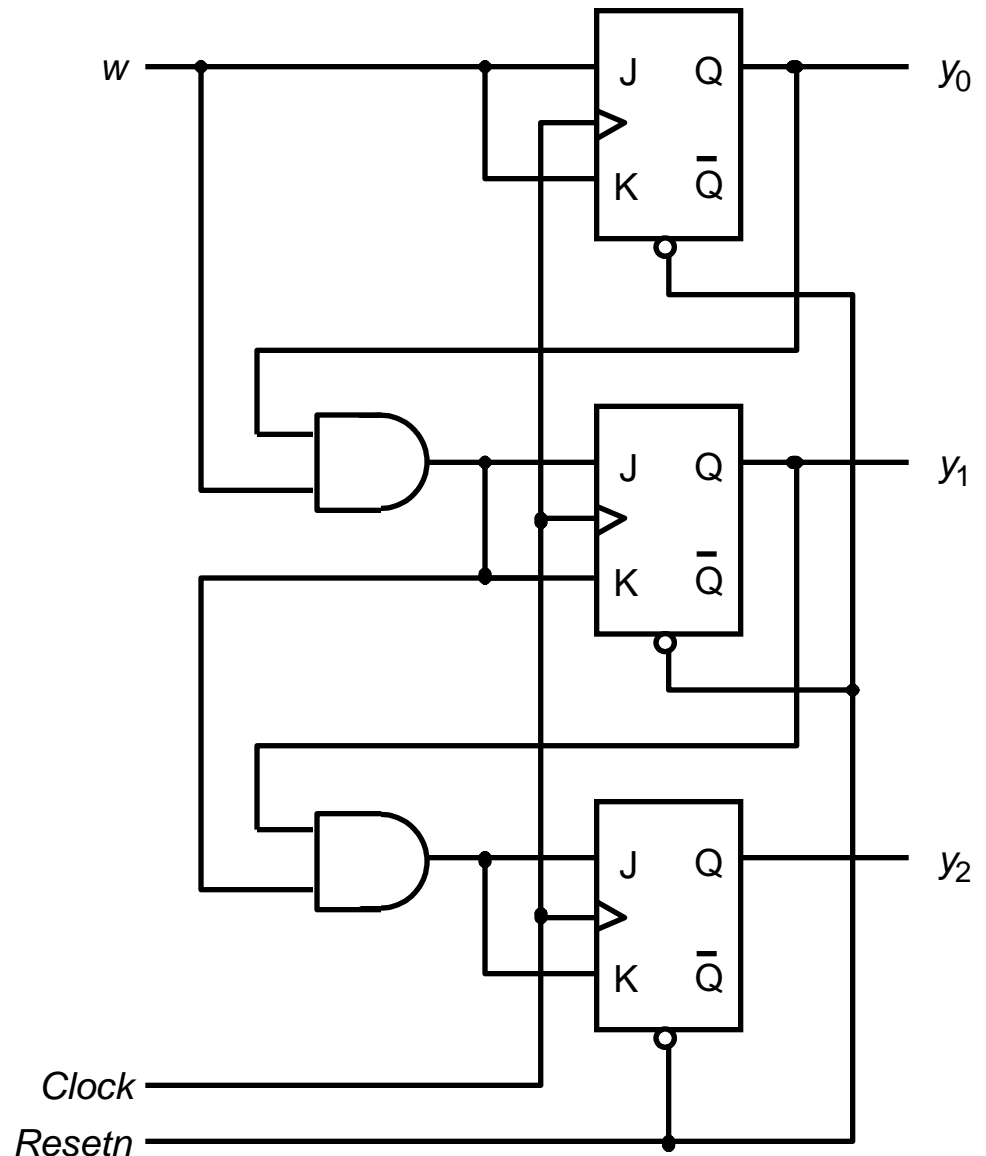 w J Q y0
K Q̄
J Q y1
K Q̄
J Q y2
K Q̄
Clock
Resetn